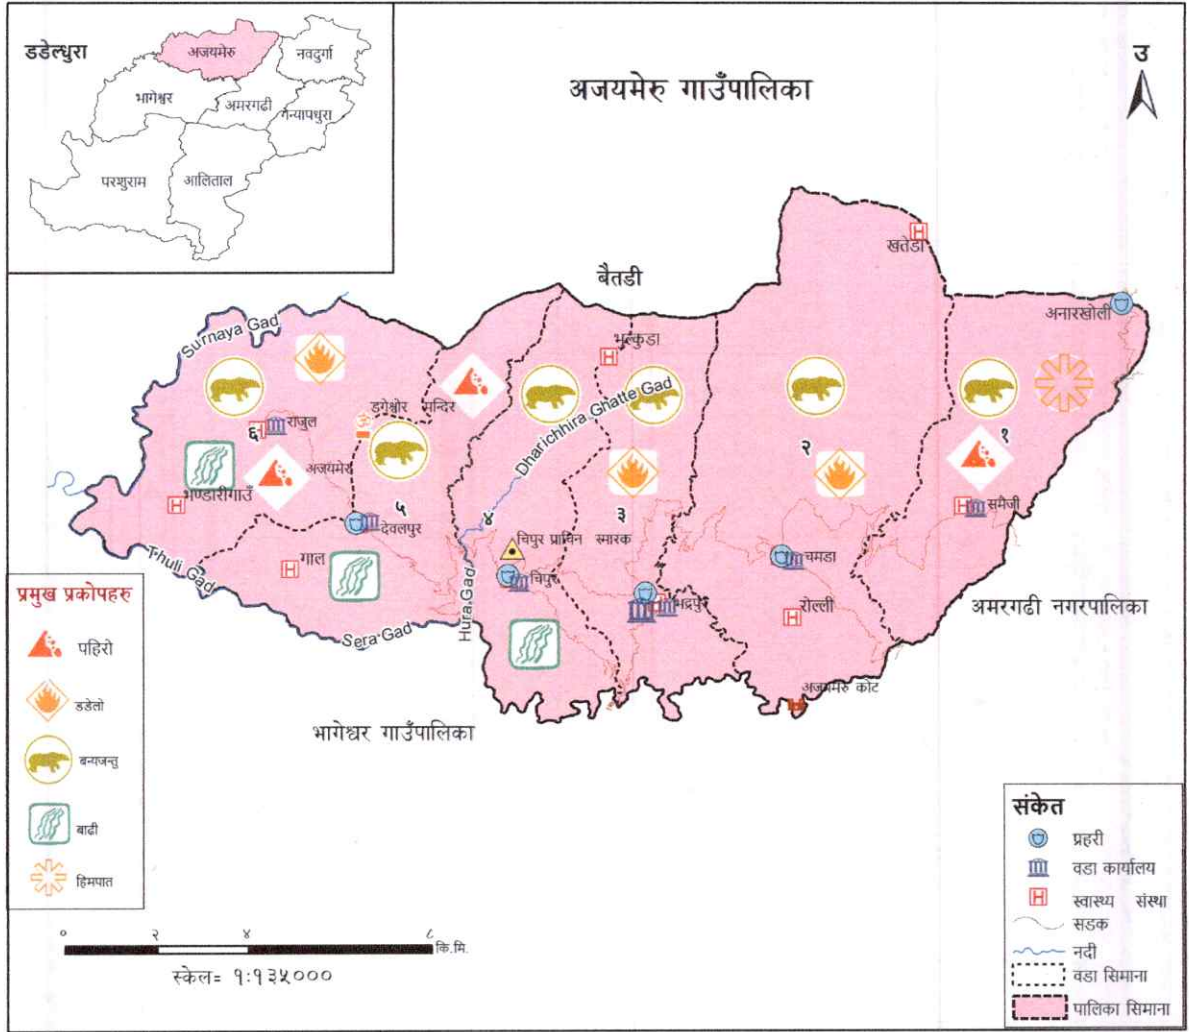 डडेल्धुरा
अजयमेरु
नवदुर्गा
भागेश्वर
अमरगढी
गन्यापधुरा
परशुराम
आलिताल
अजयमेरु गाउँपालिका
उ
बैतडी
खतेडा
अनारखोली
Surnaya Gad
भल्कुडा
Dharichhira Ghatte Gad
डगेश्वोर मन्दिर
राजुल
६
अजयमेरु
भण्डारीगाउँ
५
देवलपुर
४
३
२
१
समैजी
चिपुर प्राचिन स्मारक
चिपुर
चमडा
गाल
Thuli Gad
Sera Gad
Hura Gad
भद्रपुर
रोल्ली
अमरगढी नगरपालिका
अजयमेरु कोट
भागेश्वर गाउँपालिका
प्रमुख प्रकोपहरु
पहिरो
डडेलो
बन्यजन्तु
बाढी
हिमपात
संकेत
प्रहरी
वडा कार्यालय
स्वास्थ्य संस्था
सडक
नदी
वडा सिमाना
पालिका सिमाना
० २ ४ ८
कि.मि.
स्केल= १:१३५०००